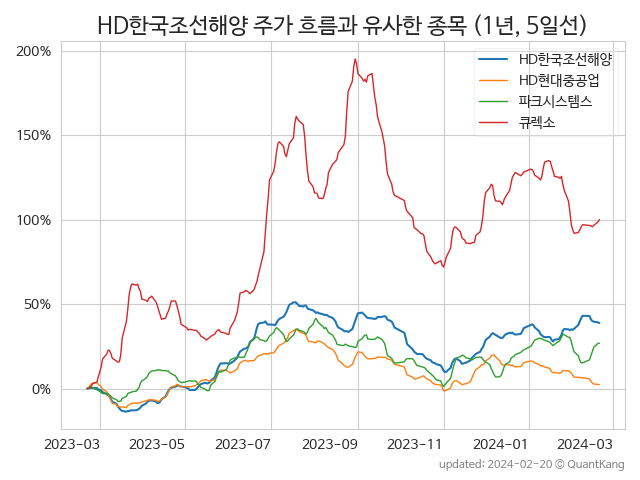 HD한국조선해양 주가 흐름과 유사한 종목 (1년, 5일선)
200%
150%
100%
50%
0%
HD한국조선해양
HD현대중공업
파크시스템스
큐렉소
2023-03 2023-05 2023-07 2023-09 2023-11 2024-01 2024-03
updated: 2024-02-20 © QuantKang